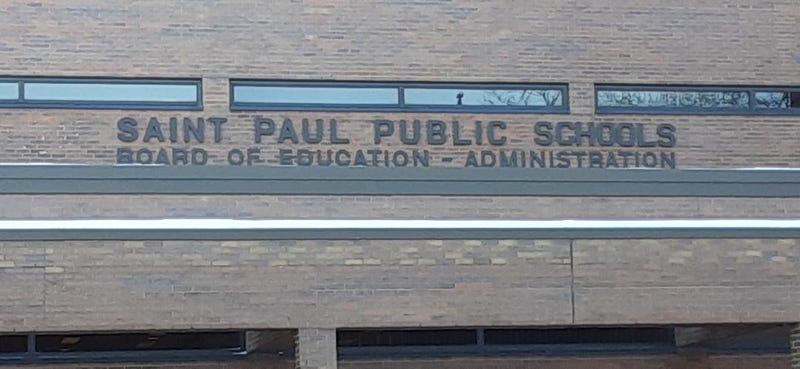 SAINT PAUL PUBLIC SCHOOLS
BOARD OF EDUCATION - ADMINISTRATION